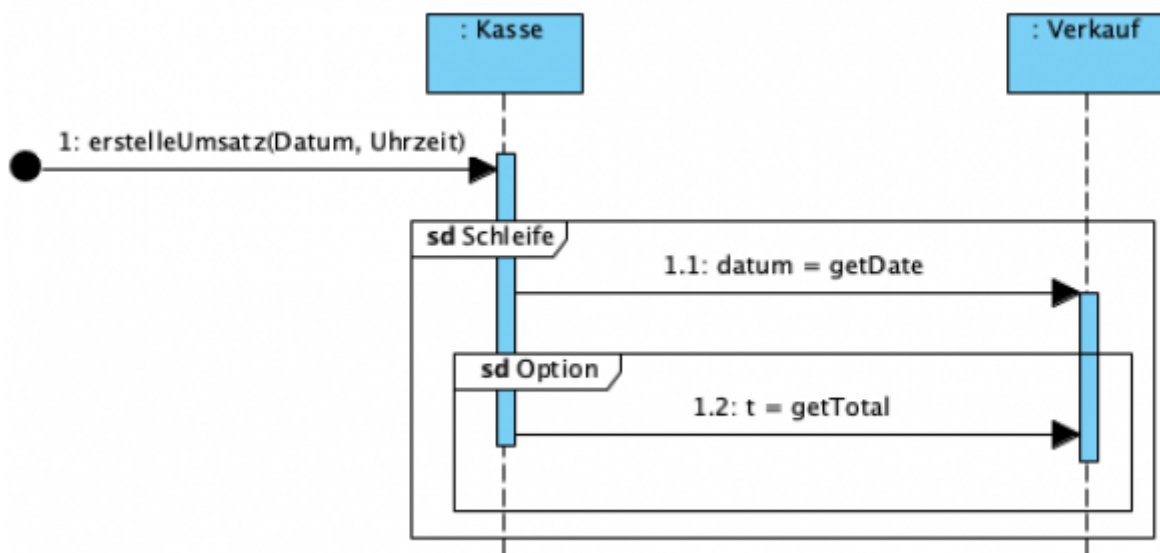 : Kasse
: Verkauf
1: erstelleUmsatz(Datum, Uhrzeit)
sd Schleife
1.1: datum = getDate
sd Option
1.2: t = getTotal